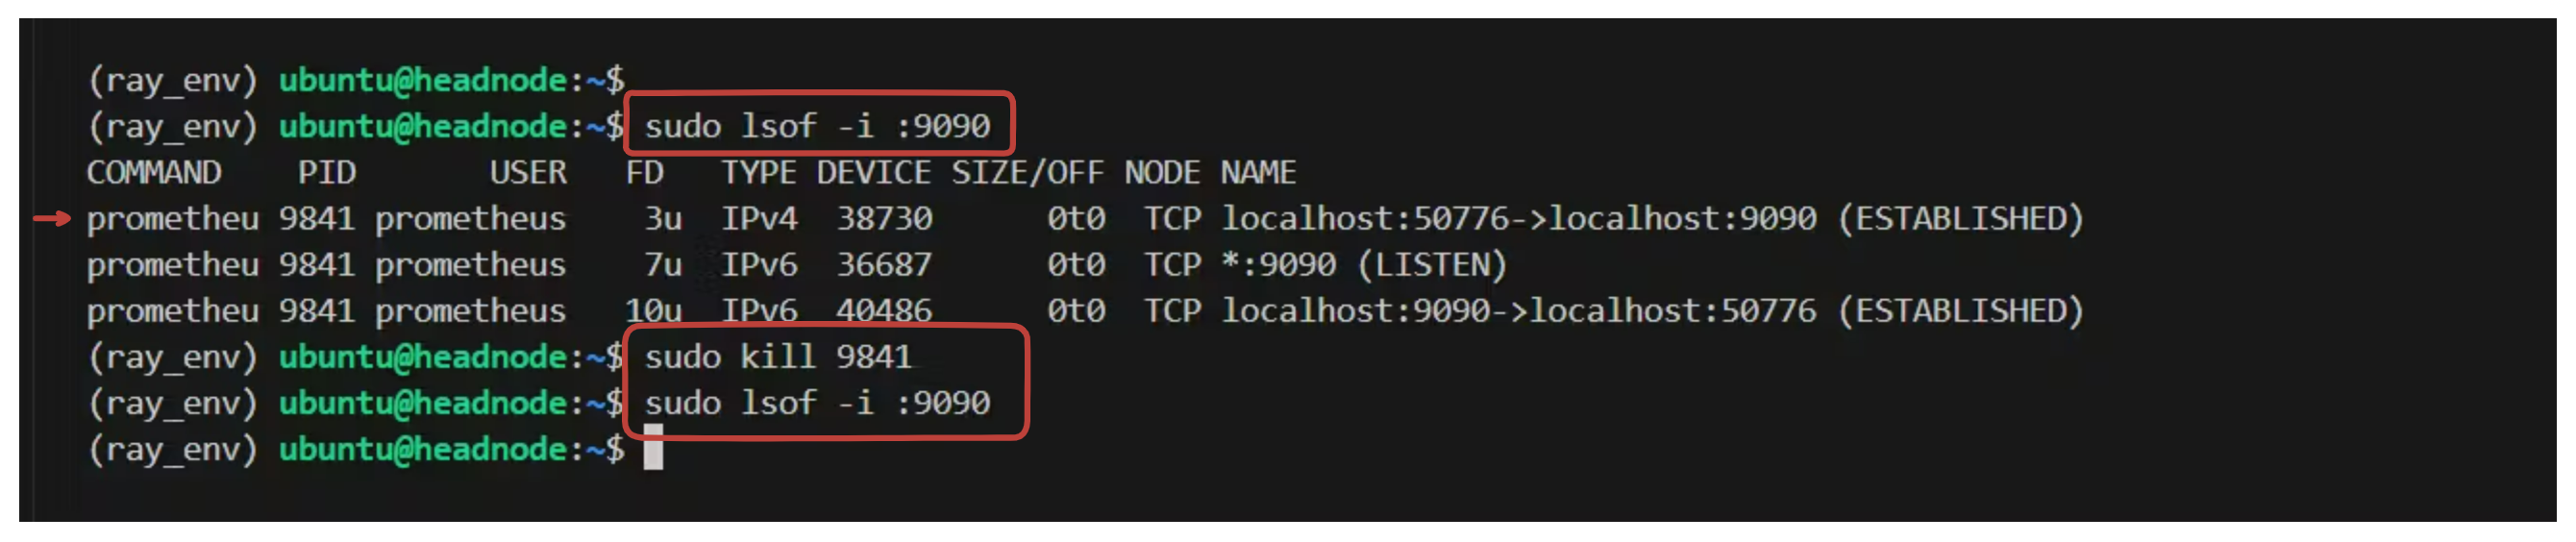 (ray_env) ubuntu@headnode:~$
(ray_env) ubuntu@headnode:~$ sudo lsof -i :9090
COMMAND PID USER FD TYPE DEVICE SIZE/OFF NODE NAME
prometheu 9841 prometheus 3u IPv4 38730 0t0 TCP localhost:50776->localhost:9090 (ESTABLISHED)
prometheu 9841 prometheus 7u IPv6 36687 0t0 TCP *:9090 (LISTEN)
prometheu 9841 prometheus 10u IPv6 40486 0t0 TCP localhost:9090->localhost:50776 (ESTABLISHED)
(ray_env) ubuntu@headnode:~$ sudo kill 9841
(ray_env) ubuntu@headnode:~$ sudo lsof -i :9090
(ray_env) ubuntu@headnode:~$